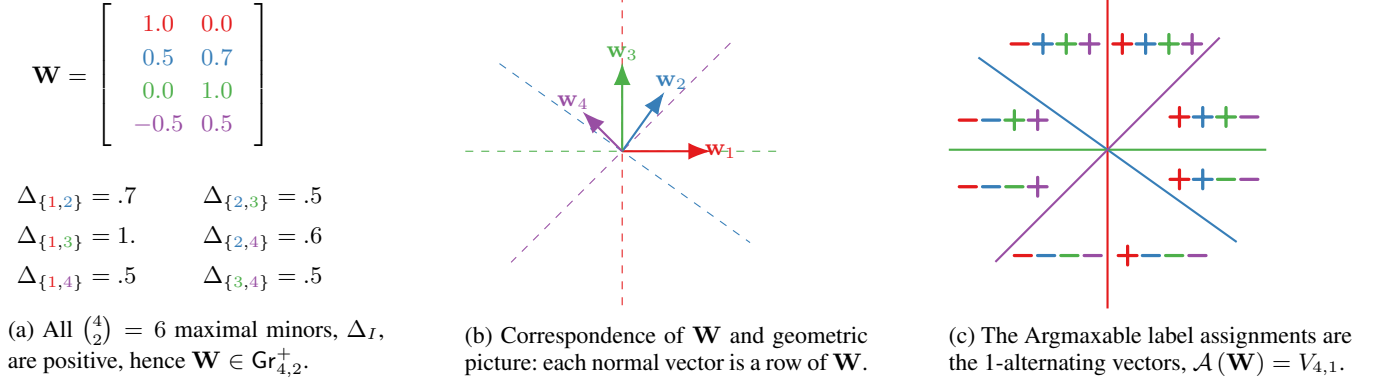 W = [ 1.0 0.0
0.5 0.7
0.0 1.0
−0.5 0.5 ]
Δ{1,2} = .7 Δ{2,3} = .5
Δ{1,3} = 1. Δ{2,4} = .6
Δ{1,4} = .5 Δ{3,4} = .5
(a) All (4 2) = 6 maximal minors, Δ_I,
are positive, hence W ∈ Gr⁺₄,₂.
w₃
w₂
w₄
w₁
(b) Correspondence of W and geometric
picture: each normal vector is a row of W.
−+++ ++++
−−++ +++−
−−−+ ++−−
−−−− +−−−
(c) The Argmaxable label assignments are
the 1-alternating vectors, 𝒜 (W) = V₄,₁.